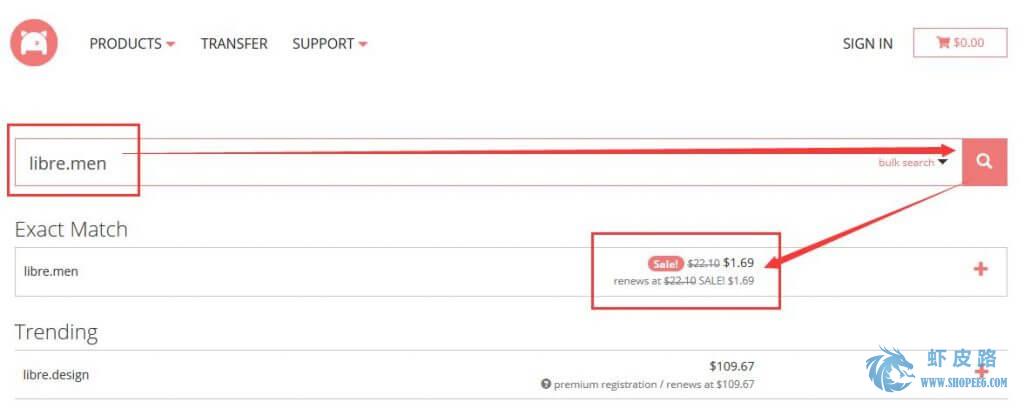 PRODUCTS TRANSFER SUPPORT SIGN IN $0.00
libre.men bulk search
Exact Match
libre.men Sale! $22.10 $1.69
renews at $22.10 SALE! $1.69
Trending
libre.design $109.67
premium registration / renews at $109.67
虾皮路
WWW.SHOPEE6.COM